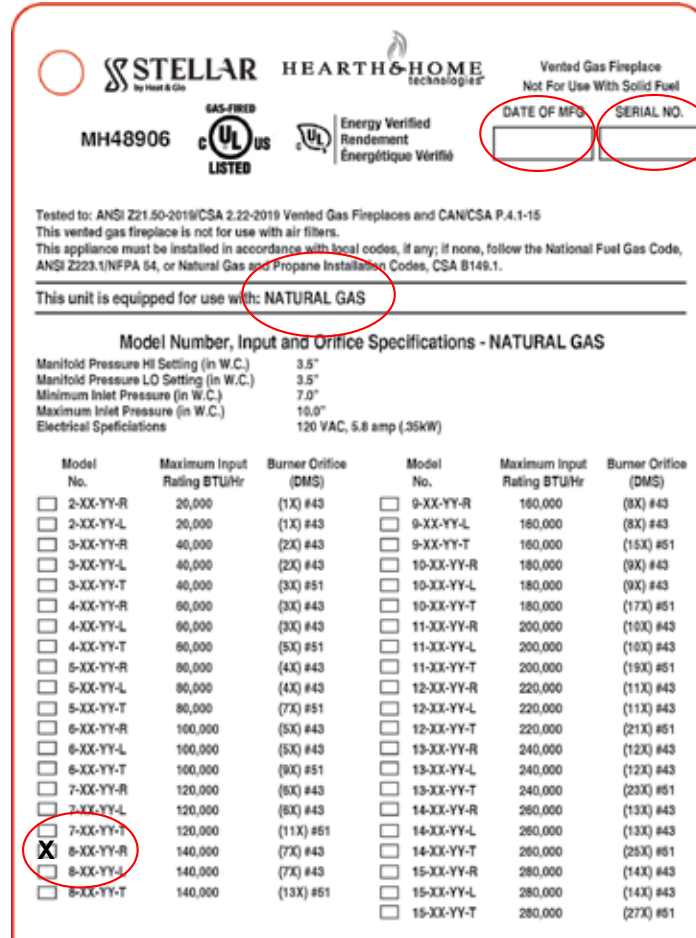 STELLAR
by Heat & Glo
HEARTH & HOME
technologies
Vented Gas Fireplace
Not For Use With Solid Fuel
DATE OF MFG
SERIAL NO.
MH48906
GAS-FIRED
C UL US
LISTED
C UL
Energy Verified
Rendement
Énergétique Vérifié
Tested to: ANSI Z21.50-2019/CSA 2.22-2019 Vented Gas Fireplaces and CAN/CSA P.4.1-15
This vented gas fireplace is not for use with air filters.
This appliance must be installed in accordance with local codes, if any; if none, follow the National Fuel Gas Code,
ANSI Z223.1/NFPA 54, or Natural Gas and Propane Installation Codes, CSA B149.1.
This unit is equipped for use with: NATURAL GAS
Model Number, Input and Orifice Specifications - NATURAL GAS
Manifold Pressure HI Setting (in W.C.) 3.5"
Manifold Pressure LO Setting (in W.C.) 3.5"
Minimum Inlet Pressure (in W.C.) 7.0"
Maximum Inlet Pressure (in W.C.) 10.0"
Electrical Speficiations 120 VAC, 5.8 amp (.35kW)
Model Maximum Input Burner Orifice Model Maximum Input Burner Orifice
No. Rating BTU/Hr (DMS) No. Rating BTU/Hr (DMS)
2-XX-YY-R 20,000 (1X) #43 9-XX-YY-R 160,000 (8X) #43
2-XX-YY-L 20,000 (1X) #43 9-XX-YY-L 160,000 (8X) #43
3-XX-YY-R 40,000 (2X) #43 9-XX-YY-T 160,000 (15X) #51
3-XX-YY-L 40,000 (2X) #43 10-XX-YY-R 180,000 (9X) #43
3-XX-YY-T 40,000 (3X) #51 10-XX-YY-L 180,000 (9X) #43
4-XX-YY-R 60,000 (3X) #43 10-XX-YY-T 180,000 (17X) #51
4-XX-YY-L 60,000 (3X) #43 11-XX-YY-R 200,000 (10X) #43
4-XX-YY-T 60,000 (5X) #51 11-XX-YY-L 200,000 (10X) #43
5-XX-YY-R 80,000 (4X) #43 11-XX-YY-T 200,000 (19X) #51
5-XX-YY-L 80,000 (4X) #43 12-XX-YY-R 220,000 (11X) #43
5-XX-YY-T 80,000 (7X) #51 12-XX-YY-L 220,000 (11X) #43
6-XX-YY-R 100,000 (5X) #43 12-XX-YY-T 220,000 (21X) #51
6-XX-YY-L 100,000 (5X) #43 13-XX-YY-R 240,000 (12X) #43
6-XX-YY-T 100,000 (9X) #51 13-XX-YY-L 240,000 (12X) #43
7-XX-YY-R 120,000 (6X) #43 13-XX-YY-T 240,000 (23X) #51
7-XX-YY-L 120,000 (6X) #43 14-XX-YY-R 260,000 (13X) #43
7-XX-YY-T 120,000 (11X) #51 14-XX-YY-L 260,000 (13X) #43
X 8-XX-YY-R 140,000 (7X) #43 14-XX-YY-T 260,000 (25X) #51
8-XX-YY-L 140,000 (7X) #43 15-XX-YY-R 280,000 (14X) #43
8-XX-YY-T 140,000 (13X) #51 15-XX-YY-L 280,000 (14X) #43
15-XX-YY-T 280,000 (27X) #51